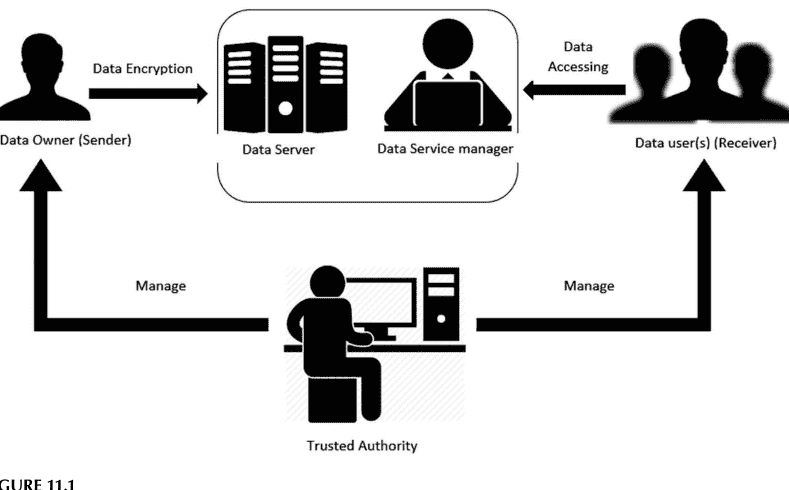 Data Encryption
Data
Accessing
Data Owner (Sender)
Data Server
Data Service manager
Data user(s) (Receiver)
Manage
Manage
Trusted Authority
GURE 11.1